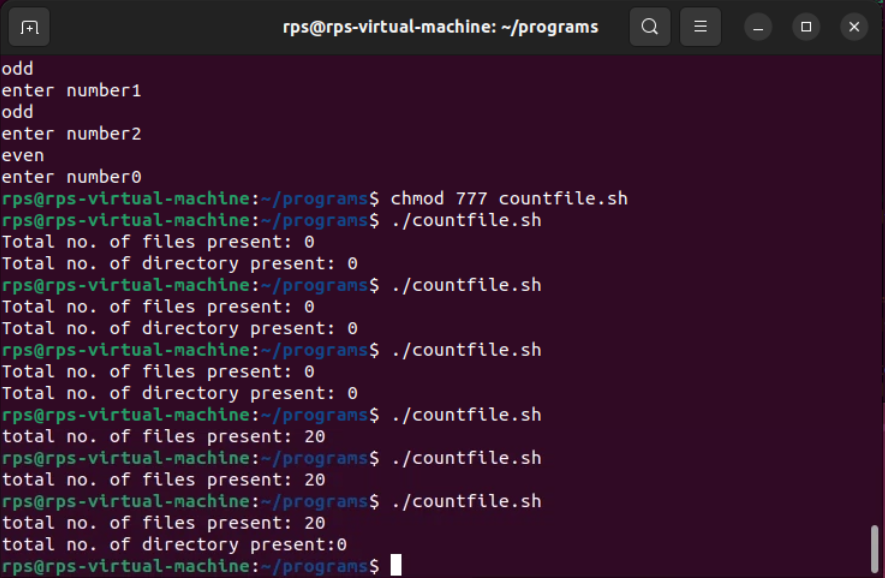 rps@rps-virtual-machine: ~/programs
odd
enter number1
odd
enter number2
even
enter number0
rps@rps-virtual-machine:~/programs$ chmod 777 countfile.sh
rps@rps-virtual-machine:~/programs$ ./countfile.sh
Total no. of files present: 0
Total no. of directory present: 0
rps@rps-virtual-machine:~/programs$ ./countfile.sh
Total no. of files present: 0
Total no. of directory present: 0
rps@rps-virtual-machine:~/programs$ ./countfile.sh
Total no. of files present: 0
Total no. of directory present: 0
rps@rps-virtual-machine:~/programs$ ./countfile.sh
total no. of files present: 20
rps@rps-virtual-machine:~/programs$ ./countfile.sh
total no. of files present: 20
rps@rps-virtual-machine:~/programs$ ./countfile.sh
total no. of files present: 20
total no. of directory present:0
rps@rps-virtual-machine:~/programs$